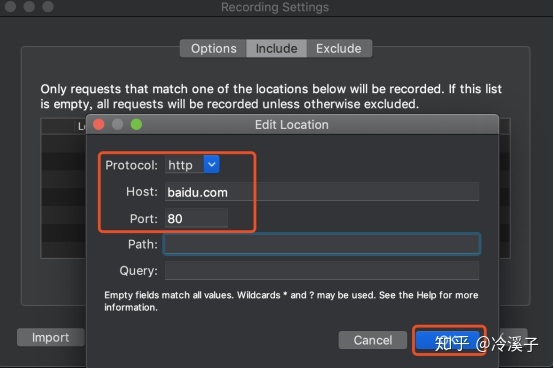 Recording Settings
Options Include Exclude
Only requests that match one of the locations below will be recorded. If this list
is empty, all requests will be recorded unless otherwise excluded.
Edit Location
Protocol: http
Host: baidu.com
Port: 80
Path:
Query:
Empty fields match all values. Wildcards * and ? may be used. See the Help for more
information.
Import
Cancel
知乎 @冷溪子